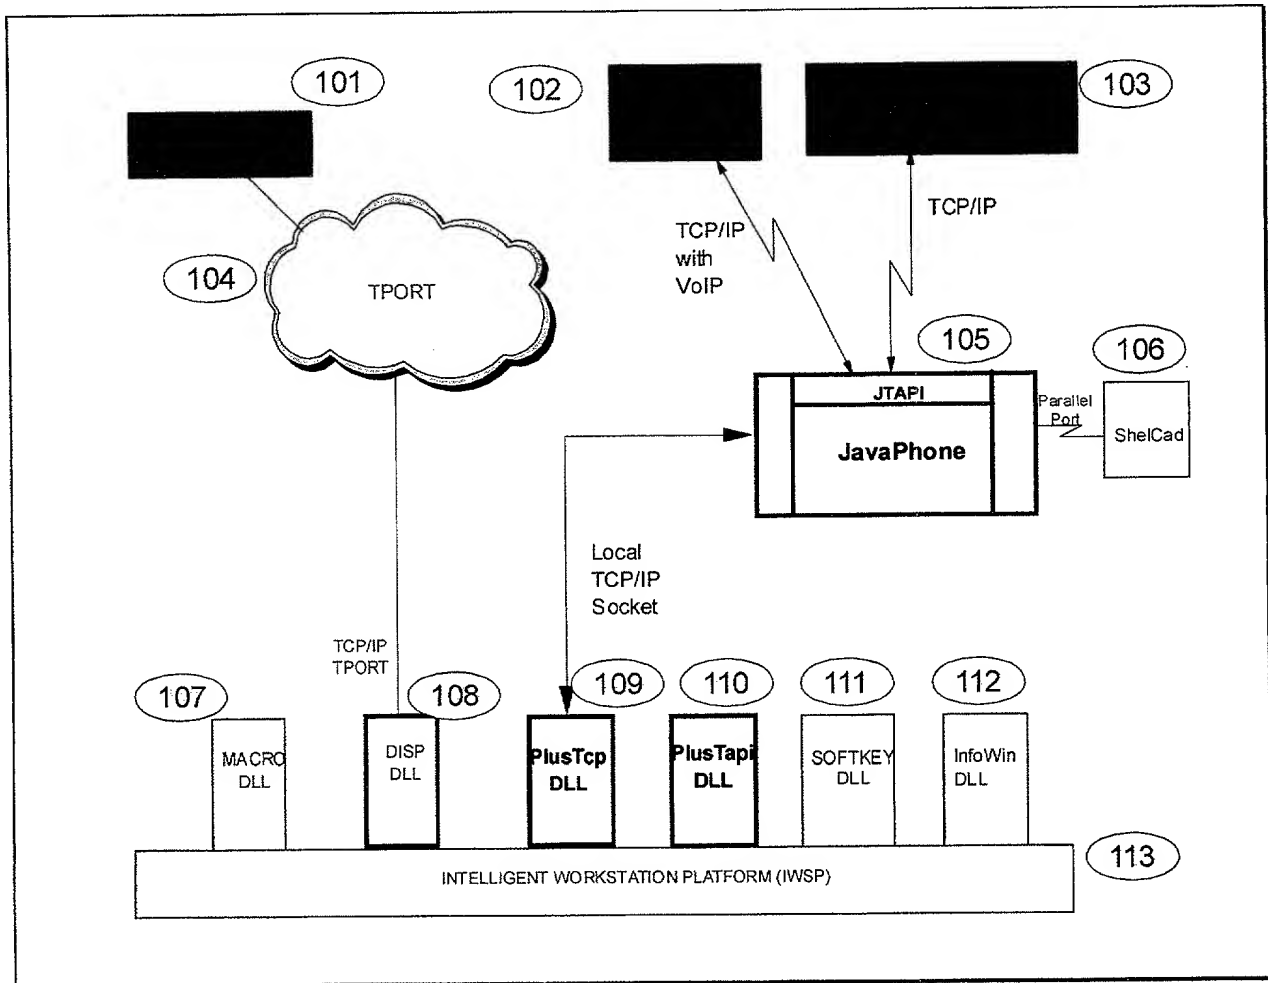 101
102
103
TCP/IP
TCP/IP
with
VoIP
104
TPORT
105
106
JTAPI
JavaPhone
Parallel
Port
ShelCad
Local
TCP/IP
Socket
TCP/IP
TPORT
107
108
109
110
111
112
MACRO
DLL
DISP
DLL
PlusTcp
DLL
PlusTapi
DLL
SOFTKEY
DLL
InfoWin
DLL
113
INTELLIGENT WORKSTATION PLATFORM (IWSP)